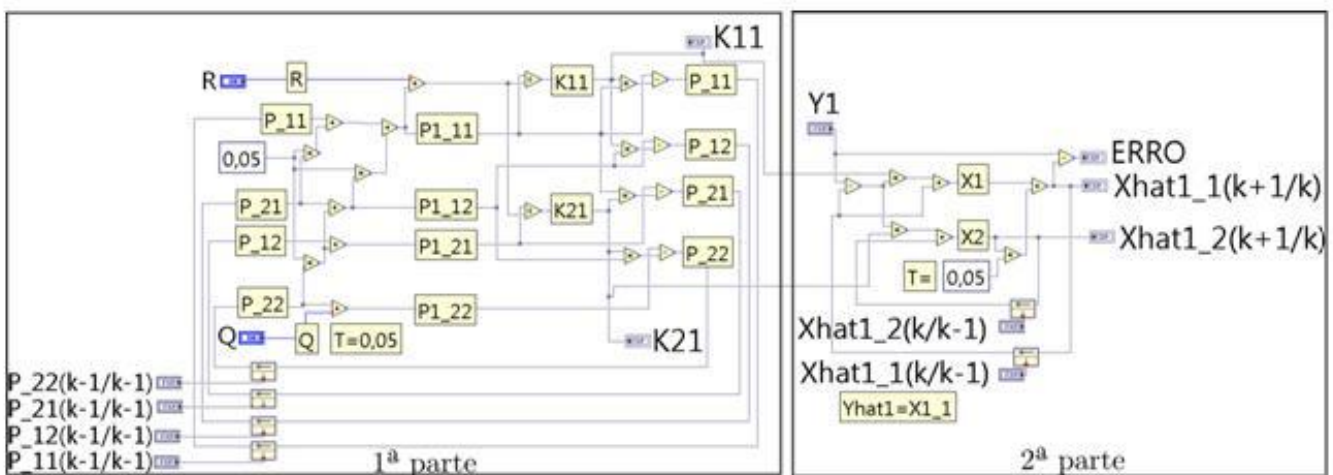 K11
R
R
K11
P_11
P_11
P1_11
0,05
P_12
P_21
P1_12
K21
P_21
P_12
P1_21
P_22
P_22
P1_22
Q
Q
T=0,05
K21
P_22(k-1/k-1)
P_21(k-1/k-1)
P_12(k-1/k-1)
P_11(k-1/k-1)
1ª parte
Y1
ERRO
X1
Xhat1_1(k+1/k)
X2
Xhat1_2(k+1/k)
T=
0,05
Xhat1_2(k/k-1)
Xhat1_1(k/k-1)
Yhat1=X1_1
2ª parte